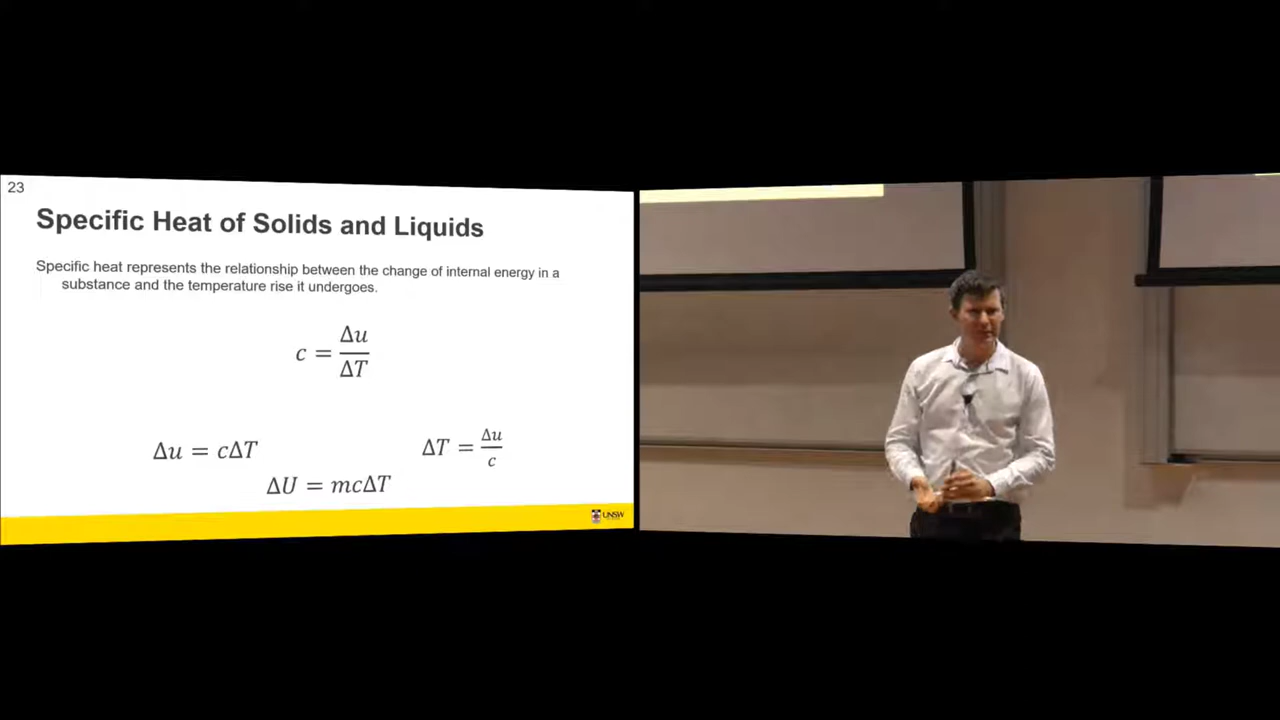 23
Specific Heat of Solids and Liquids
Specific heat represents the relationship between the change of internal energy in a
substance and the temperature rise it undergoes.
c = Δu/ΔT
Δu = cΔT
ΔT = Δu/c
ΔU = mcΔT
UNSW